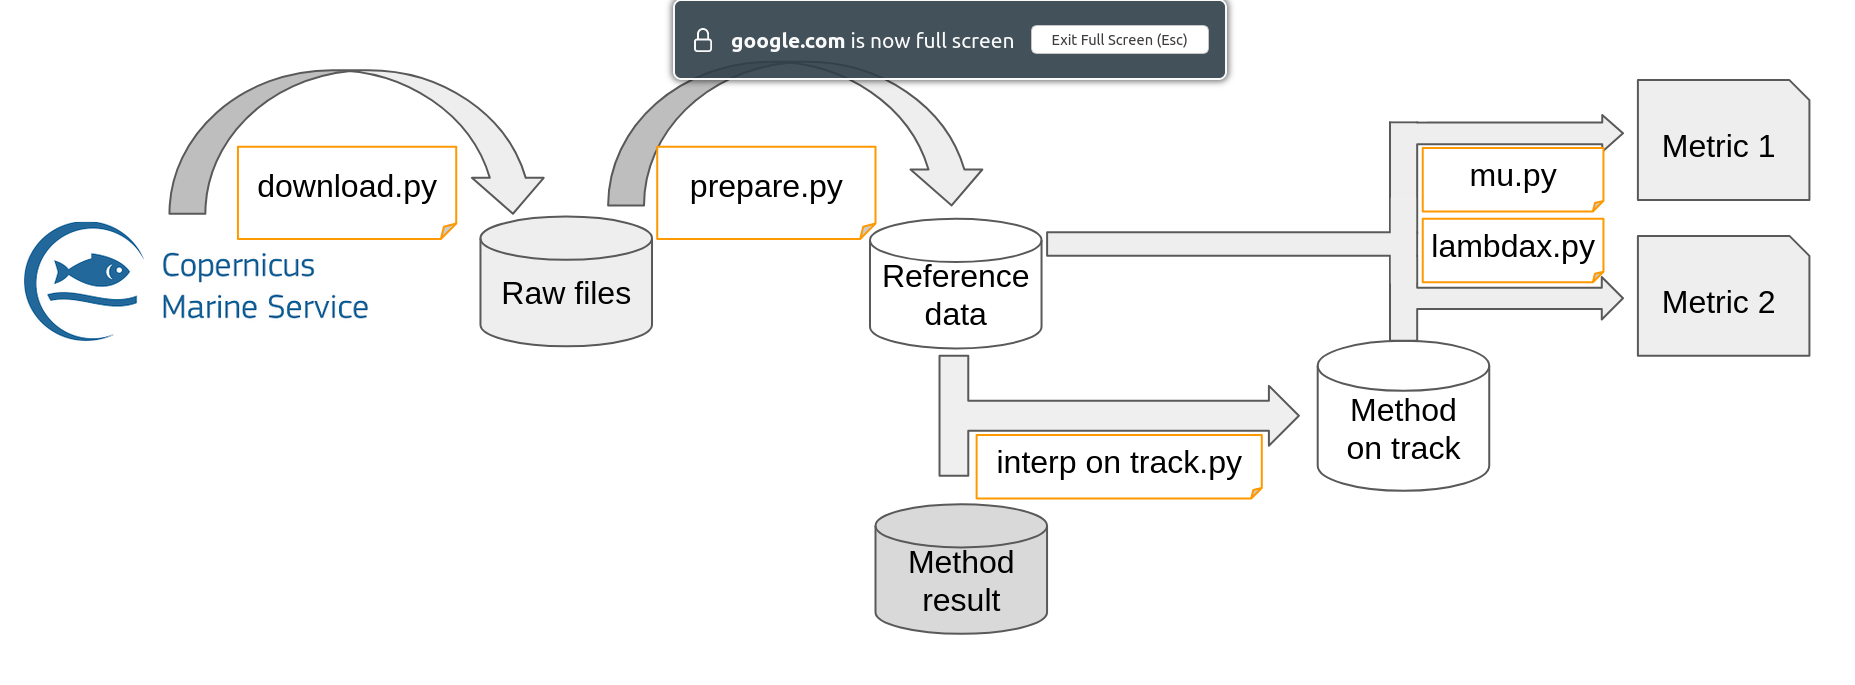 google.com is now full screen
Exit Full Screen (Esc)
download.py
prepare.py
Copernicus
Marine Service
Raw files
Reference
data
mu.py
lambdax.py
Metric 1
Metric 2
interp on track.py
Method
on track
Method
result